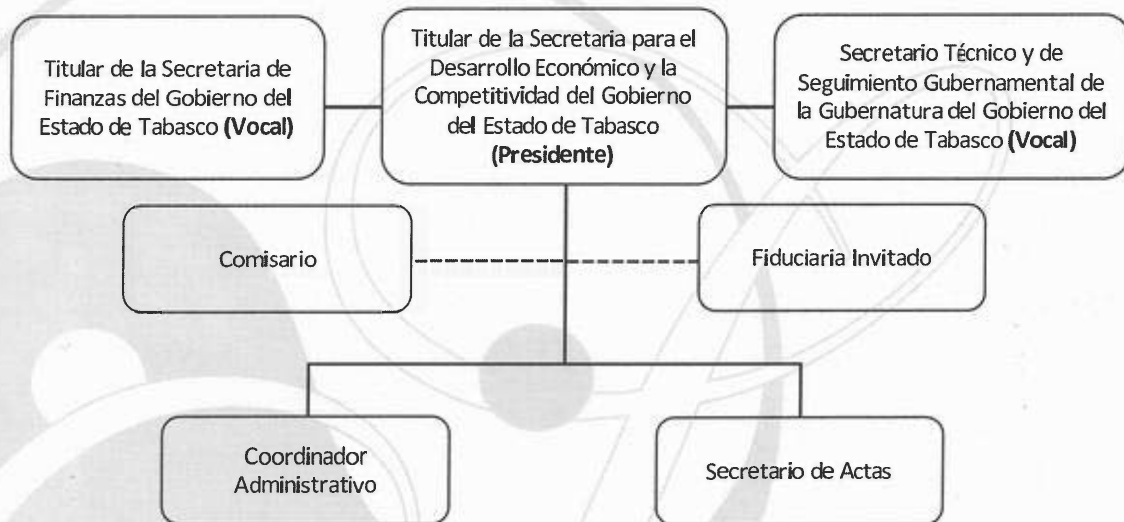 Titular de la Secretaria de
Finanzas del Gobierno del
Estado de Tabasco (Vocal)
Titular de la Secretaria para el
Desarrollo Económico y la
Competitividad del Gobierno
del Estado de Tabasco
(Presidente)
Secretario Técnico y de
Seguimiento Gubernamental de
la Gubernatura del Gobierno del
Estado de Tabasco (Vocal)
Comisario
Fiduciaria Invitado
Coordinador
Administrativo
Secretario de Actas